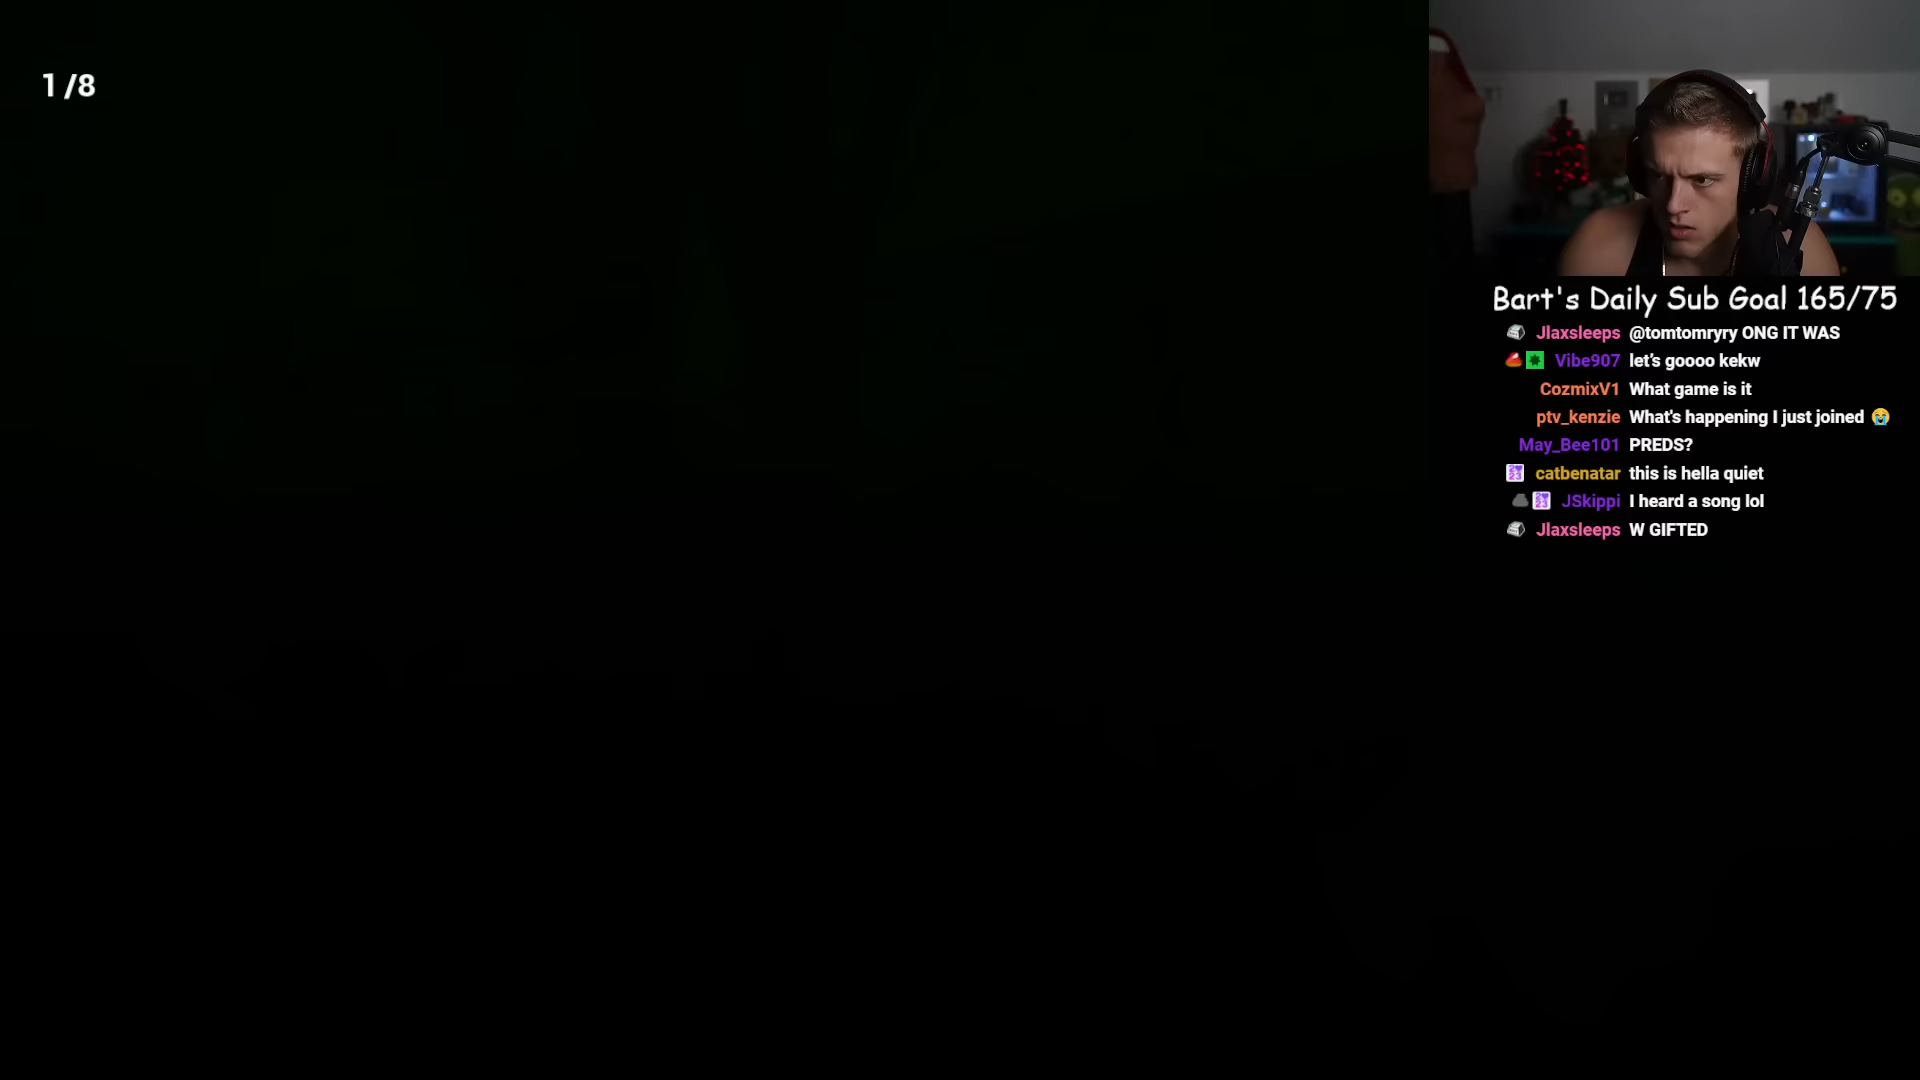 1 /8
Bart's Daily Sub Goal 165/75
Jlaxsleeps @tomtomryry ONG IT WAS
Vibe907 let's goooo kekw
CozmixV1 What game is it
ptv_kenzie What's happening I just joined 😭
May_Bee101 PREDS?
catbenatar this is hella quiet
JSkippi I heard a song lol
Jlaxsleeps W GIFTED